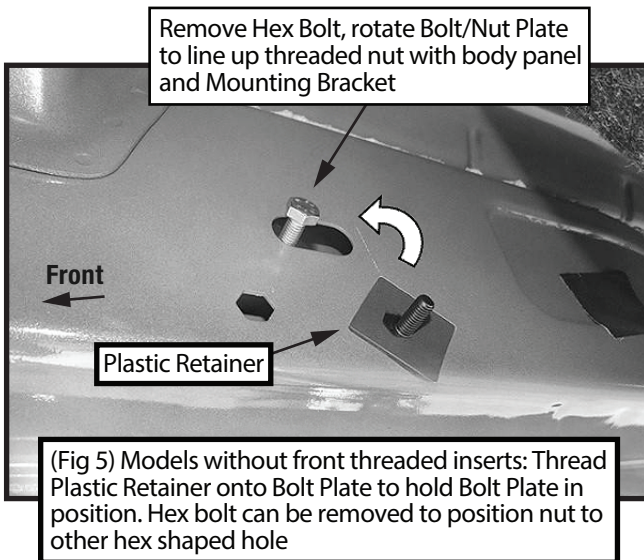 Remove Hex Bolt, rotate Bolt/Nut Plate
to line up threaded nut with body panel
and Mounting Bracket
Front
Plastic Retainer
(Fig 5) Models without front threaded inserts: Thread
Plastic Retainer onto Bolt Plate to hold Bolt Plate in
position. Hex bolt can be removed to position nut to
other hex shaped hole